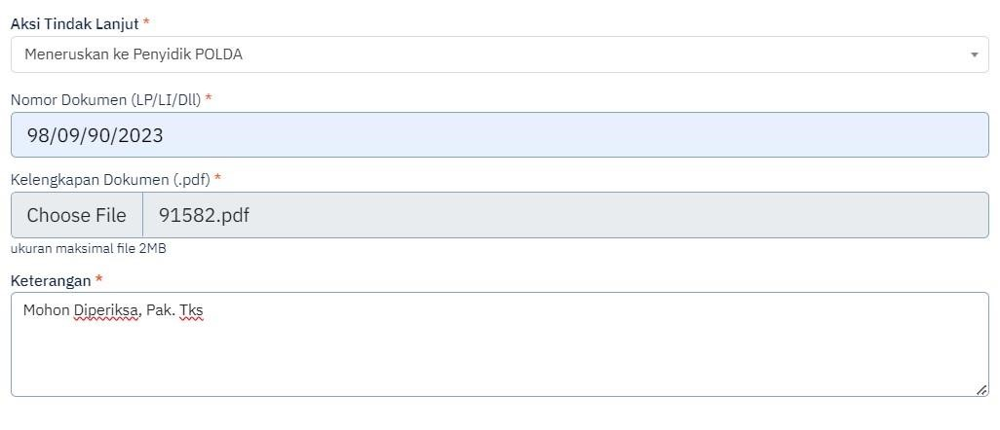 Aksi Tindak Lanjut *
Meneruskan ke Penyidik POLDA
Nomor Dokumen (LP/LI/Dll) *
98/09/90/2023
Kelengkapan Dokumen (.pdf) *
Choose File 91582.pdf
ukuran maksimal file 2MB
Keterangan *
Mohon Diperiksa, Pak. Tks